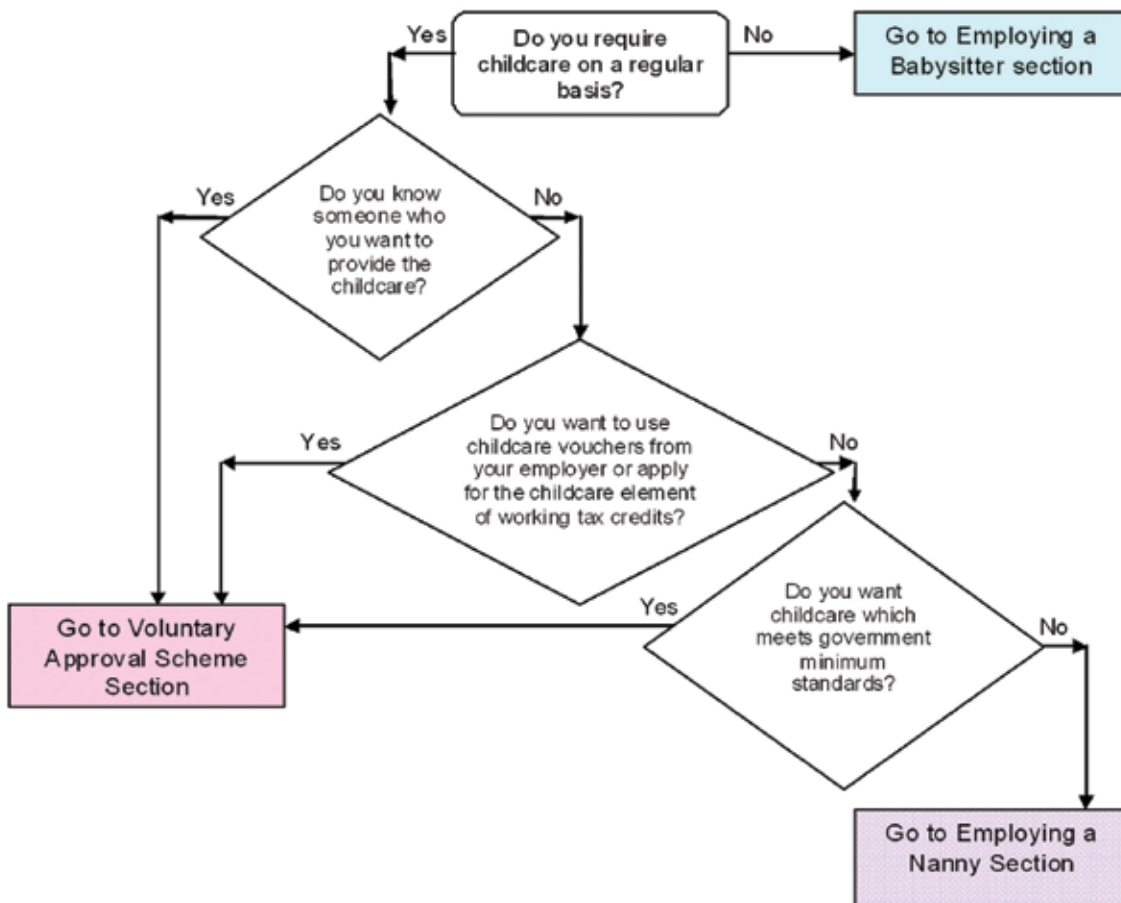 Yes
Do you require
childcare on a regular
basis?
No
Go to Employing a
Babysitter section
Yes
Do you know
someone who
you want to
provide the
childcare?
No
Yes
Do you want to use
childcare vouchers from
your employer or apply
for the childcare element
of working tax credits?
No
Yes
Do you want
childcare which
meets government
minimum
standards?
No
Go to Voluntary
Approval Scheme
Section
Go to Employing a
Nanny Section